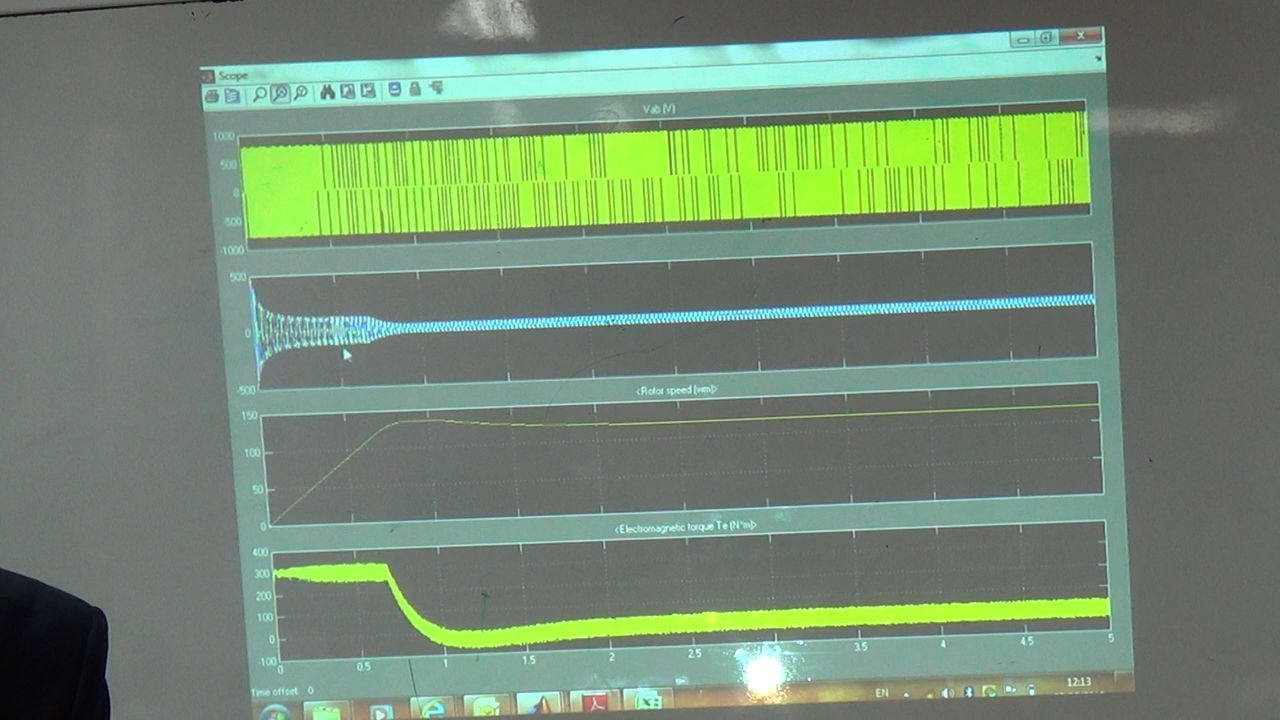 Scope
Vab (V)
1000
500
0
-500
-1000
500
0
-500
<Rotor speed (wm)>
150
100
50
0
<Electromagnetic torque Te (N*m)>
400
300
200
100
0
-100
0 0.5 1 1.5 2 2.5 3.5 4 4.5 5
Time offset: 0
EN
12:13